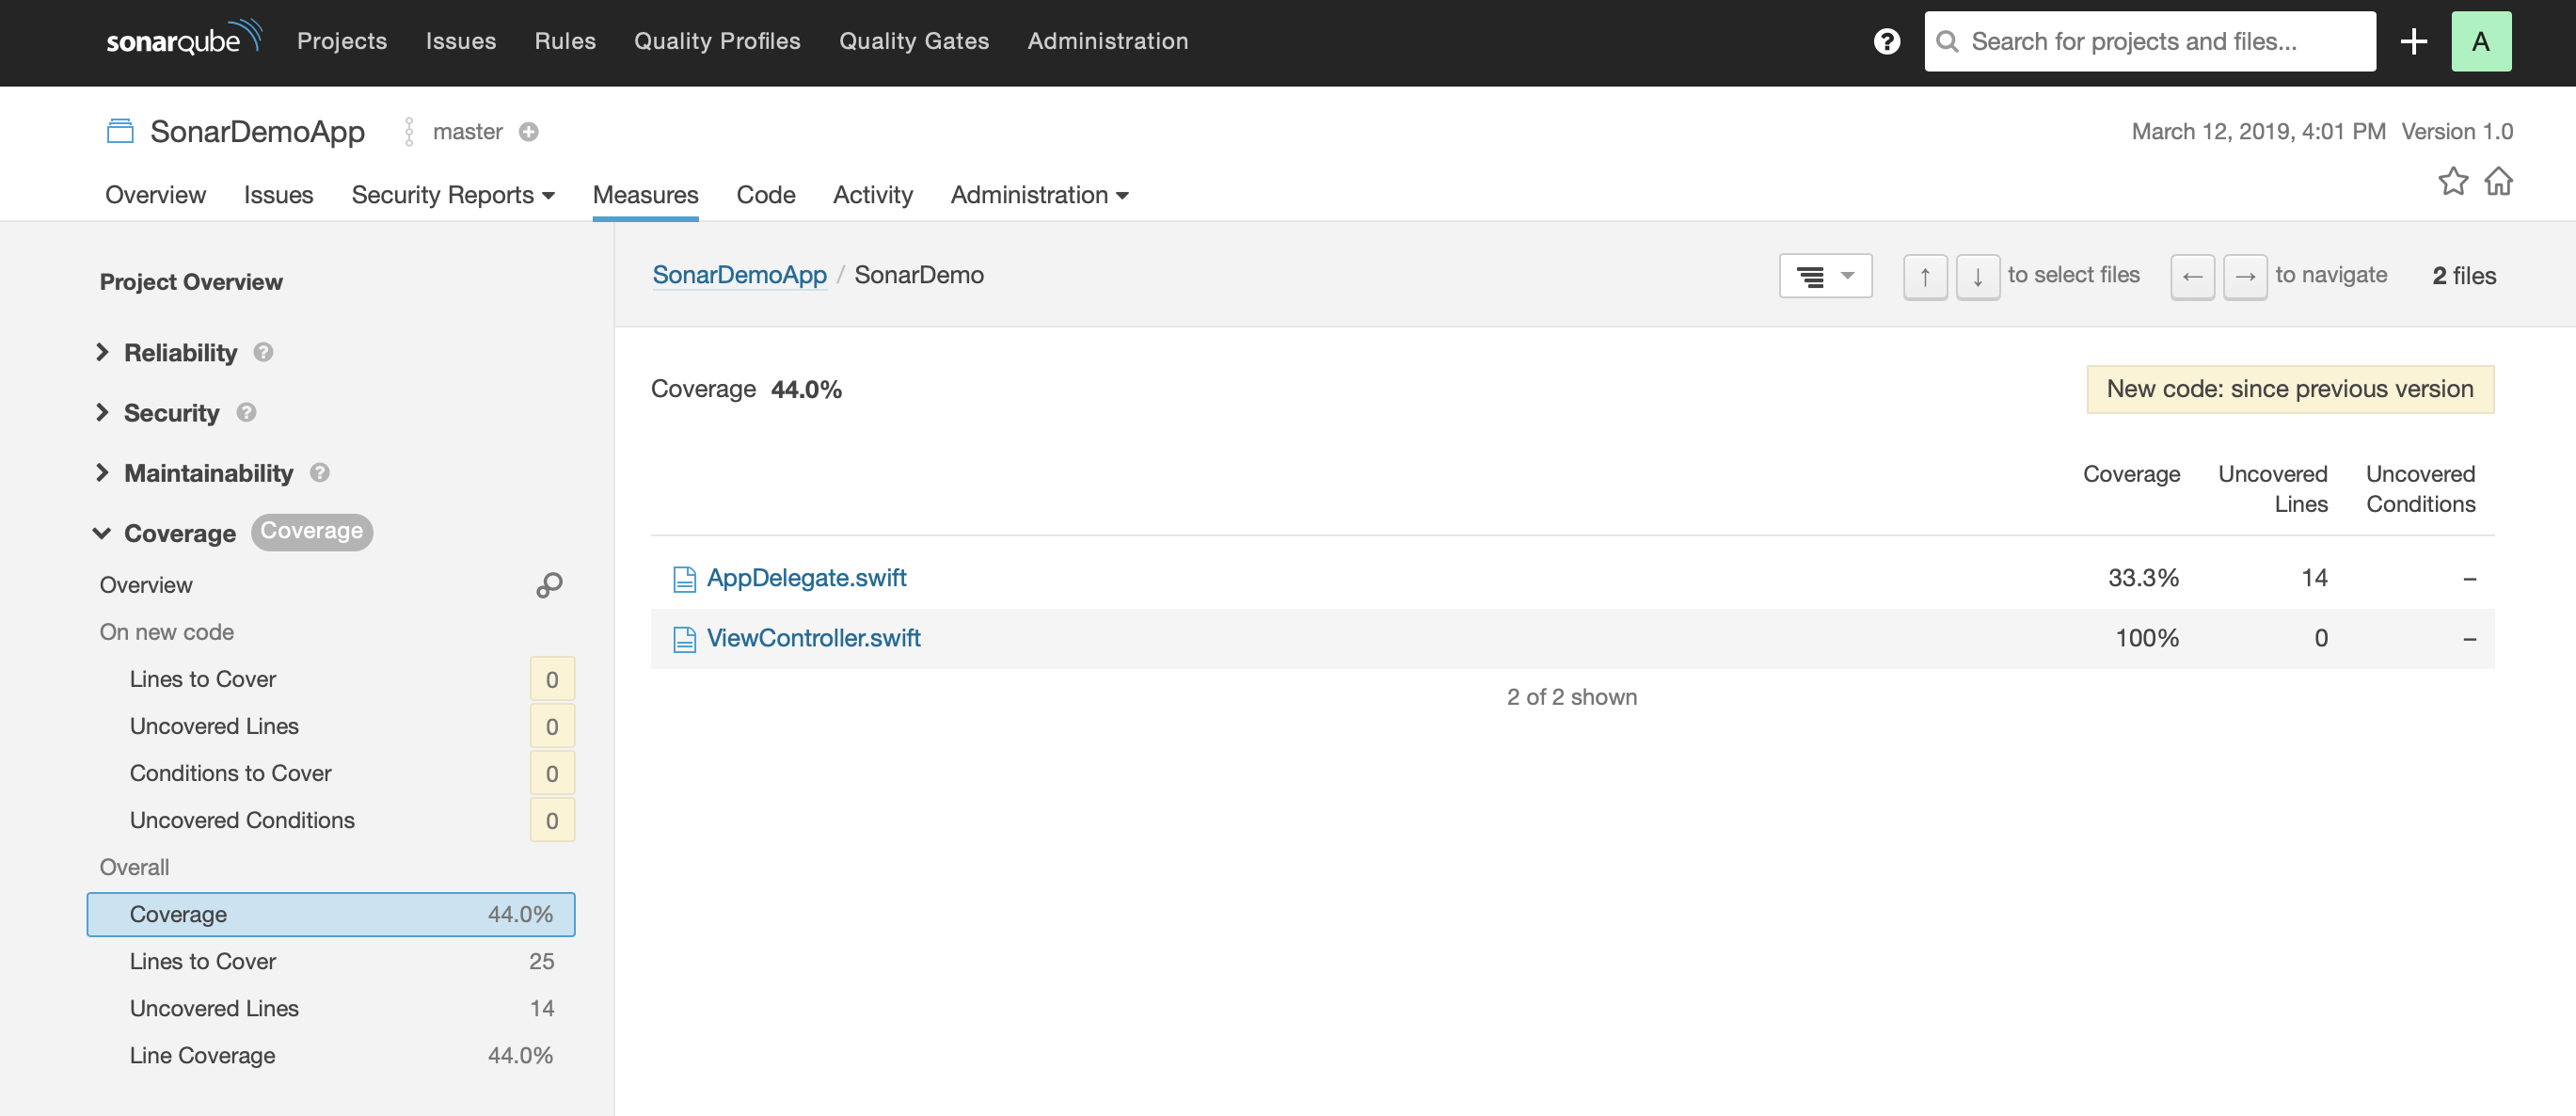 sonarqube Projects Issues Rules Quality Profiles Quality Gates Administration ? Search for projects and files... + A
SonarDemoApp master March 12, 2019, 4:01 PM Version 1.0
Overview Issues Security Reports Measures Code Activity Administration
Project Overview
Reliability ?
Security ?
Maintainability ?
Coverage Coverage
Overview
On new code
Lines to Cover 0
Uncovered Lines 0
Conditions to Cover 0
Uncovered Conditions 0
Overall
Coverage 44.0%
Lines to Cover 25
Uncovered Lines 14
Line Coverage 44.0%
SonarDemoApp / SonarDemo ↑ ↓ to select files ← → to navigate 2 files
Coverage 44.0% New code: since previous version
Coverage Uncovered Lines Uncovered Conditions
AppDelegate.swift 33.3% 14 –
ViewController.swift 100% 0 –
2 of 2 shown